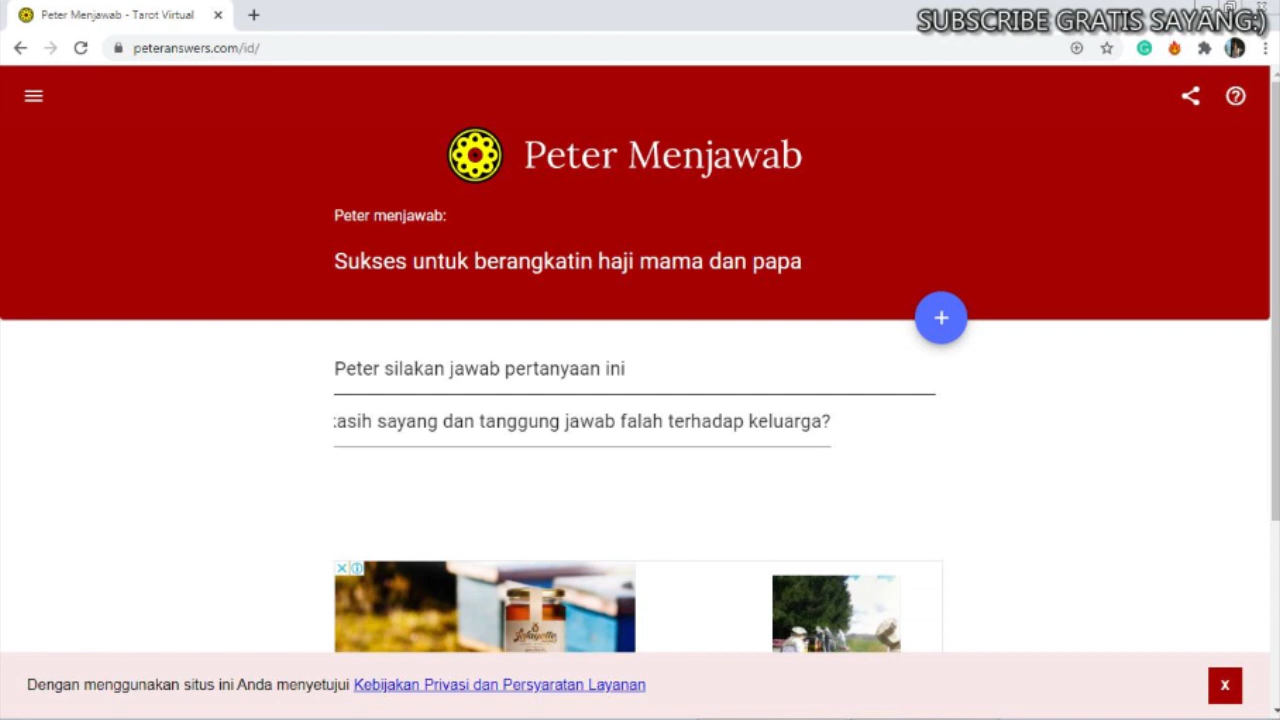 Peter Menjawab - Tarot Virtual
SUBSCRIBE GRATIS SAYANG:)
peteranswers.com/id/
Peter Menjawab
Peter menjawab:
Sukses untuk berangkatin haji mama dan papa
Peter silakan jawab pertanyaan ini
asih sayang dan tanggung jawab falah terhadap keluarga?
Lafayette
Dengan menggunakan situs ini Anda menyetujui Kebijakan Privasi dan Persyaratan Layanan
x